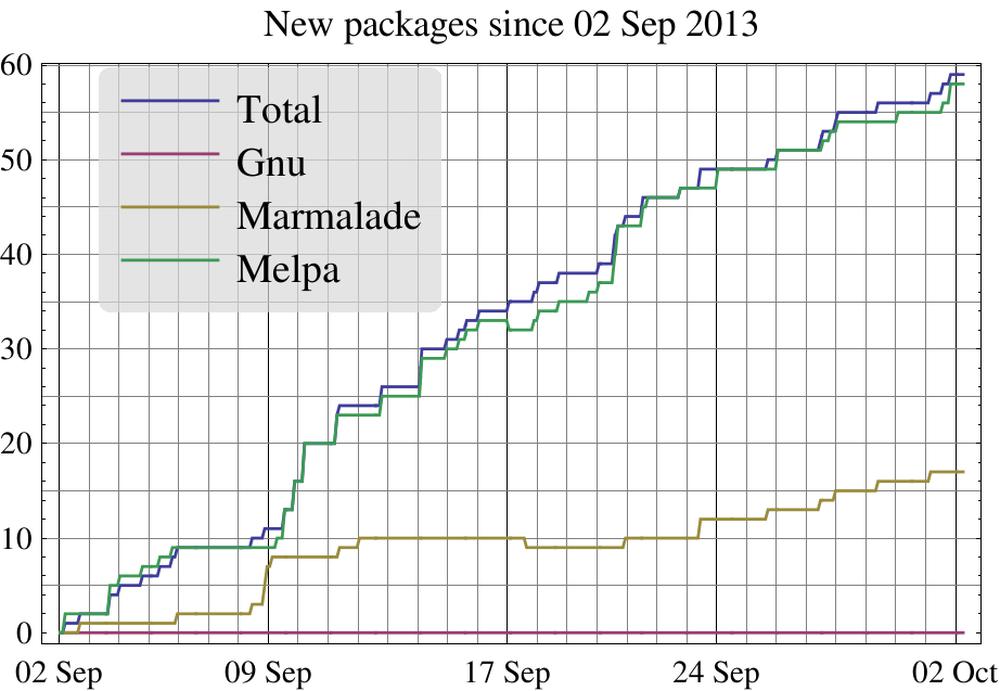 New packages since 02 Sep 2013
60
50
40
30
20
10
0
Total
Gnu
Marmalade
Melpa
02 Sep 09 Sep 17 Sep 24 Sep 02 Oct